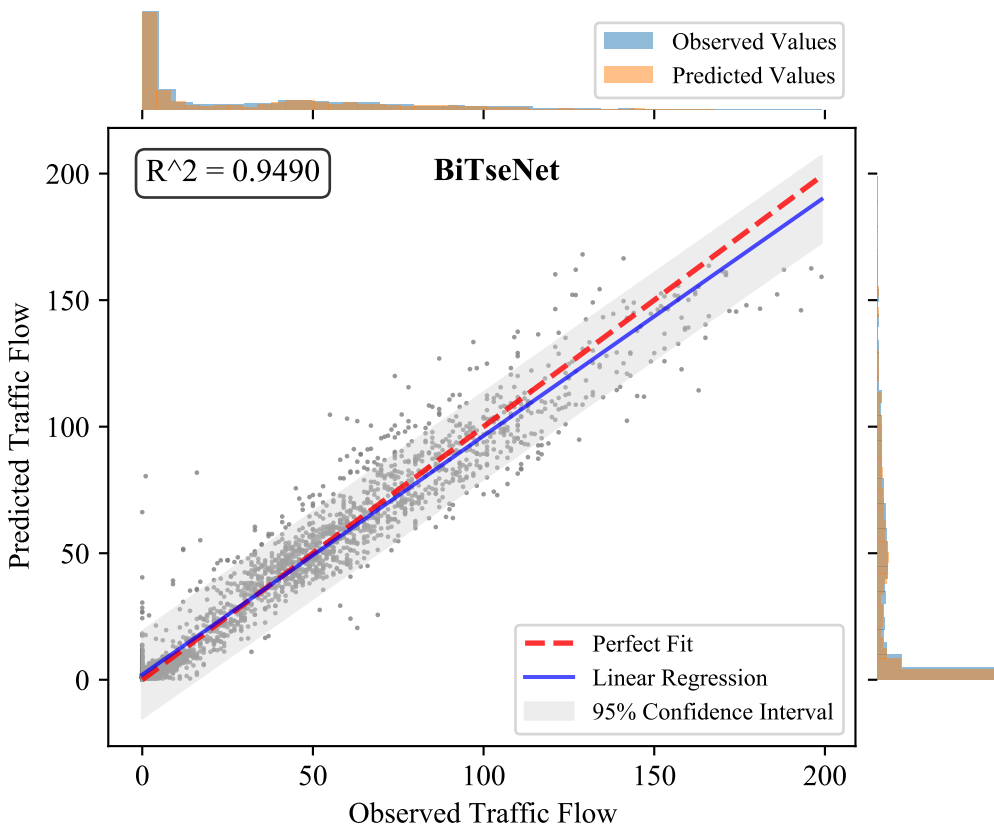 Observed Values
Predicted Values
R^2 = 0.9490
BiTseNet
200
150
100
50
0
Predicted Traffic Flow
Perfect Fit
Linear Regression
95% Confidence Interval
0
50
100
150
200
Observed Traffic Flow